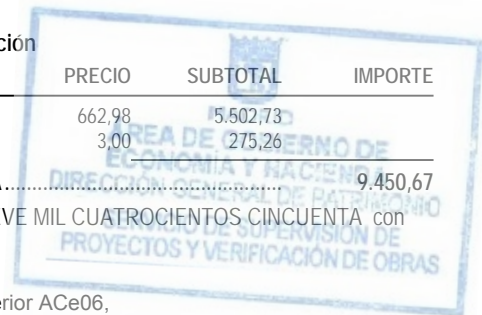 ción
PRECIO SUBTOTAL IMPORTE
662,98 5.502,73
3,00 275,26
ÁREA DE GOBIERNO DE
ECONOMÍA Y HACIENDA
A.................................................................. 9.450,67
DIRECCIÓN GENERAL DE PATRIMONIO
EVE MIL CUATROCIENTOS CINCUENTA con
SERVICIO DE SUPERVISIÓN DE
PROYECTOS Y VERIFICACIÓN DE OBRAS
erior ACe06,